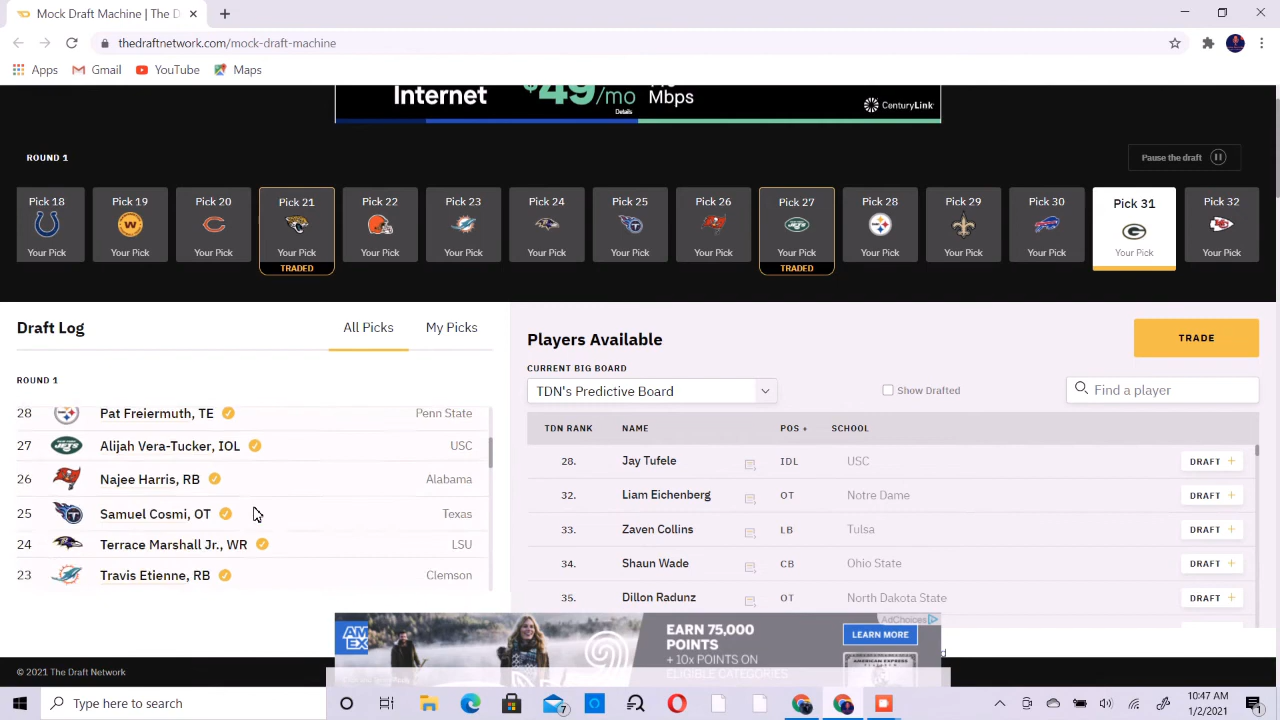 Mock Draft Machine | The D
thedraftnetwork.com/mock-draft-machine
Apps Gmail YouTube Maps
Internet $49/mo Mbps
Details
CenturyLink
ROUND 1
Pause the draft
Pick 18 Pick 19 Pick 20 Pick 21 Pick 22 Pick 23 Pick 24 Pick 25 Pick 26 Pick 27 Pick 28 Pick 29 Pick 30 Pick 31 Pick 32
Your Pick Your Pick Your Pick Your Pick Your Pick Your Pick Your Pick Your Pick Your Pick Your Pick Your Pick Your Pick Your Pick Your Pick Your Pick
TRADED TRADED
Draft Log All Picks My Picks
ROUND 1
28 Pat Freiermuth, TE Penn State
27 Alijah Vera-Tucker, IOL USC
26 Najee Harris, RB Alabama
25 Samuel Cosmi, OT Texas
24 Terrace Marshall Jr., WR LSU
23 Travis Etienne, RB Clemson
Players Available
TRADE
CURRENT BIG BOARD
TDN's Predictive Board Show Drafted Find a player
TDN RANK NAME POS + SCHOOL
28. Jay Tufele IDL USC DRAFT +
32. Liam Eichenberg OT Notre Dame DRAFT +
33. Zaven Collins LB Tulsa DRAFT +
34. Shaun Wade CB Ohio State DRAFT +
35. Dillon Radunz OT North Dakota State DRAFT +
AdChoices
AM
EX
EARN 75,000
POINTS
+ 10x POINTS ON
ELIGIBLE CATEGORIES
LEARN MORE
AMERICAN EXPRESS
© 2021 The Draft Network
Type here to search
7
10:47 AM
1/2/2021
1